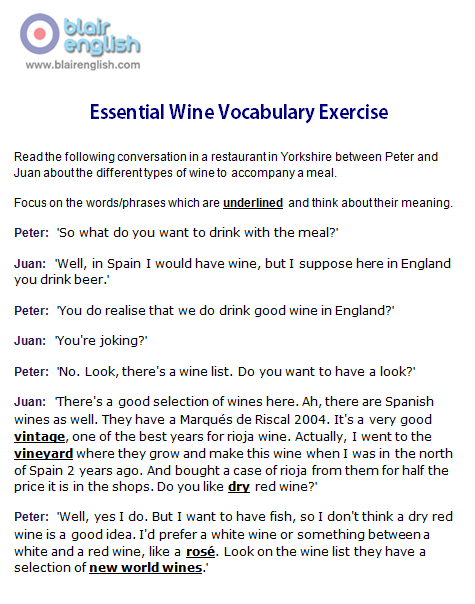 blair
english
www.blairenglish.com
Essential Wine Vocabulary Exercise
Read the following conversation in a restaurant in Yorkshire between Peter and
Juan about the different types of wine to accompany a meal.
Focus on the words/phrases which are underlined and think about their meaning.
Peter: 'So what do you want to drink with the meal?'
Juan: 'Well, in Spain I would have wine, but I suppose here in England
you drink beer.'
Peter: 'You do realise that we do drink good wine in England?'
Juan: 'You're joking?'
Peter: 'No. Look, there's a wine list. Do you want to have a look?'
Juan: 'There's a good selection of wines here. Ah, there are Spanish
wines as well. They have a Marqués de Riscal 2004. It's a very good
vintage, one of the best years for rioja wine. Actually, I went to the
vineyard where they grow and make this wine when I was in the north
of Spain 2 years ago. And bought a case of rioja from them for half the
price it is in the shops. Do you like dry red wine?'
Peter: 'Well, yes I do. But I want to have fish, so I don't think a dry red
wine is a good idea. I'd prefer a white wine or something between a
white and a red wine, like a rosé. Look on the wine list they have a
selection of new world wines.'